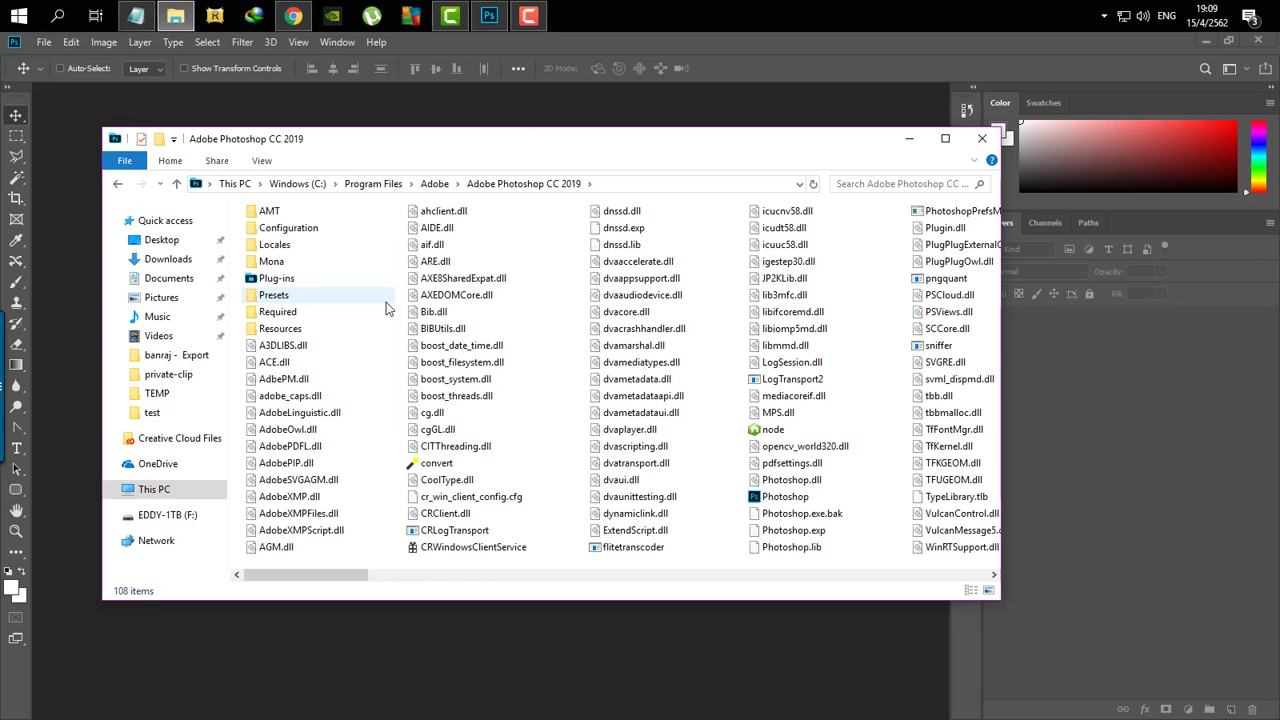 ENG
19:09
15/4/2562
3
File Edit Image Layer Type Select Filter 3D View Window Help
Auto-Select: Layer Show Transform Controls 3D Mode:
Color Swatches
Adobe Photoshop CC 2019
File Home Share View
This PC Windows (C:) Program Files Adobe Adobe Photoshop CC 2019 Search Adobe Photoshop CC ...
Quick access
Desktop
Downloads
Documents
Pictures
Music
Videos
banraj - Export
private-clip
TEMP
test
Creative Cloud Files
OneDrive
This PC
EDDY-1TB (F:)
Network
AMT
Configuration
Locales
Mona
Plug-ins
Presets
Required
Resources
A3DLIBS.dll
ACE.dll
AdbePM.dll
adobe_caps.dll
AdobeLinguistic.dll
AdobeOwl.dll
AdobePDFL.dll
AdobePIP.dll
AdobeSVGAGM.dll
AdobeXMP.dll
AdobeXMPFiles.dll
AdobeXMPScript.dll
AGM.dll
ahclient.dll
AIDE.dll
aif.dll
ARE.dll
AXE8SharedExpat.dll
AXEDOMCore.dll
Bib.dll
BIBUtils.dll
boost_date_time.dll
boost_filesystem.dll
boost_system.dll
boost_threads.dll
cg.dll
cgGL.dll
CITThreading.dll
convert
CoolType.dll
cr_win_client_config.cfg
CRClient.dll
CRLogTransport
CRWindowsClientService
dnssd.dll
dnssd.exp
dnssd.lib
dvaaccelerate.dll
dvaappsupport.dll
dvaaudiodevice.dll
dvacore.dll
dvacrashhandler.dll
dvamarshal.dll
dvamediatypes.dll
dvametadata.dll
dvametadataapi.dll
dvametadataui.dll
dvaplayer.dll
dvascripting.dll
dvatransport.dll
dvaui.dll
dvaunittesting.dll
dynamiclink.dll
ExtendScript.dll
flitetranscoder
icucnv58.dll
icudt58.dll
icuuc58.dll
igestep30.dll
JP2KLib.dll
lib3mfc.dll
libifcoremd.dll
libiomp5md.dll
libmmd.dll
LogSession.dll
LogTransport2
mediacoreif.dll
MPS.dll
node
opencv_world320.dll
pdfsettings.dll
Photoshop.dll
Photoshop
Photoshop.exe.bak
Photoshop.exp
Photoshop.lib
PhotoshopPrefsM
Plugin.dll
PlugPlugExternalO
PlugPlugOwl.dll
pngquant
PSCloud.dll
PSViews.dll
SCCore.dll
sniffer
SVGRE.dll
svml_dispmd.dll
tbb.dll
tbbmalloc.dll
TfFontMgr.dll
TfKernel.dll
TFKGEOM.dll
TFUGEOM.dll
TypeLibrary.tlb
VulcanControl.dll
VulcanMessage5.d
WinRTSupport.dll
108 items
yers Channels Paths
Kind
Opacity:
Fill:
fx